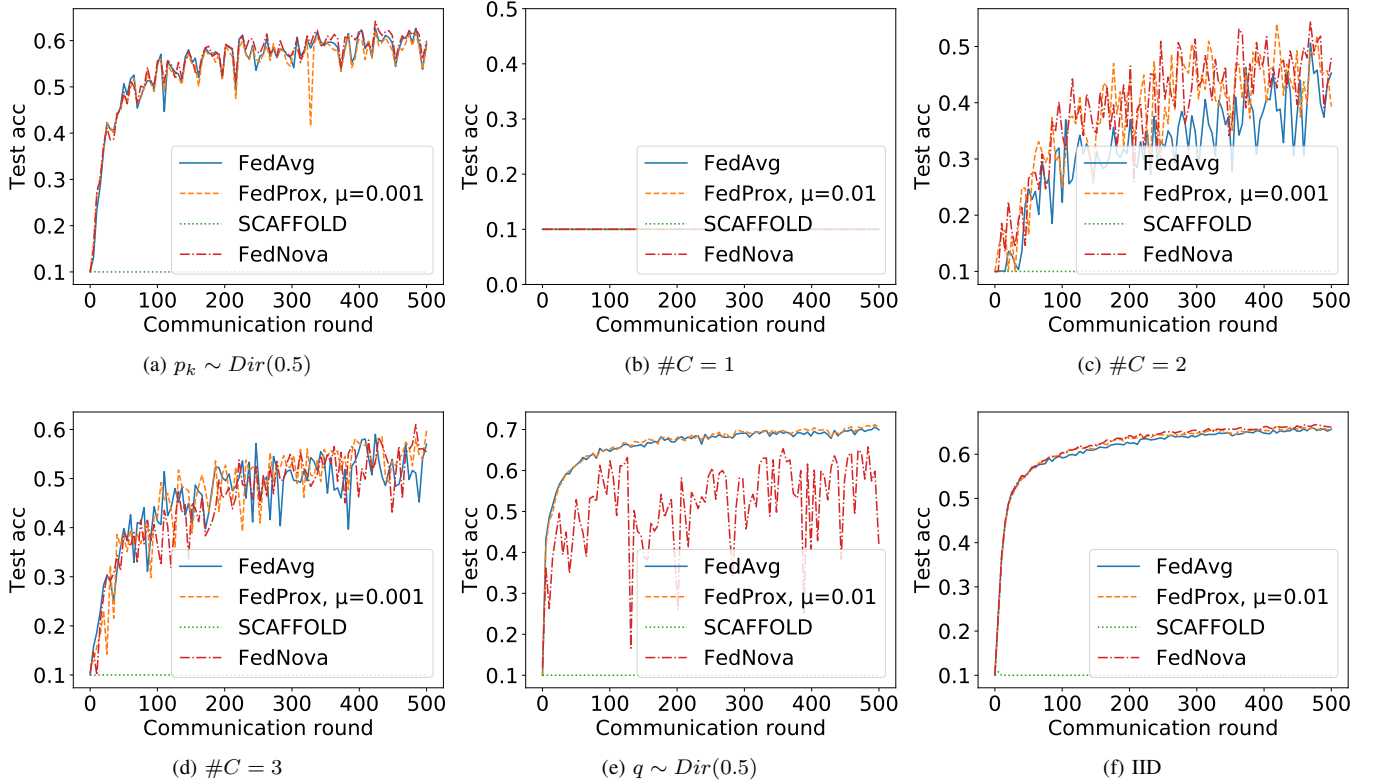 0.6
0.5
0.4
0.3
0.2
0.1
Test acc
FedAvg
FedProx, μ=0.001
SCAFFOLD
FedNova
0 100 200 300 400 500
Communication round
(a) p_k ∼ Dir(0.5)
0.5
0.4
0.3
0.2
0.1
0.0
Test acc
FedAvg
FedProx, μ=0.01
SCAFFOLD
FedNova
0 100 200 300 400 500
Communication round
(b) #C = 1
0.5
0.4
0.3
0.2
0.1
Test acc
FedAvg
FedProx, μ=0.001
SCAFFOLD
FedNova
0 100 200 300 400 500
Communication round
(c) #C = 2
0.6
0.5
0.4
0.3
0.2
0.1
Test acc
FedAvg
FedProx, μ=0.001
SCAFFOLD
FedNova
0 100 200 300 400 500
Communication round
(d) #C = 3
0.7
0.6
0.5
0.4
0.3
0.2
0.1
Test acc
FedAvg
FedProx, μ=0.01
SCAFFOLD
FedNova
0 100 200 300 400 500
Communication round
(e) q ∼ Dir(0.5)
0.6
0.5
0.4
0.3
0.2
0.1
Test acc
FedAvg
FedProx, μ=0.01
SCAFFOLD
FedNova
0 100 200 300 400 500
Communication round
(f) IID